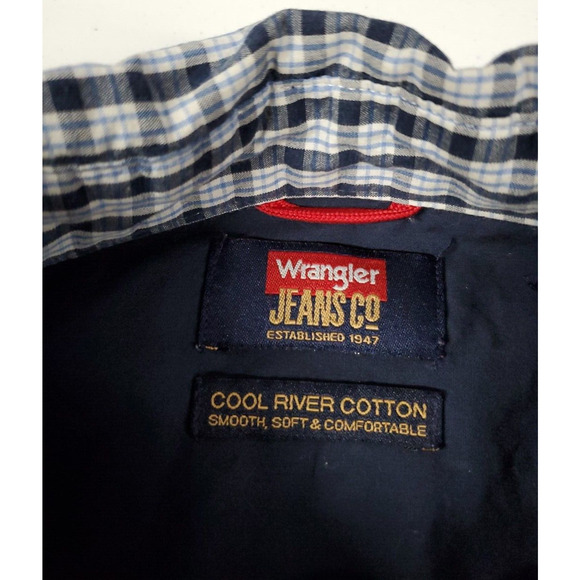 Wrangler
JEANS CO
ESTABLISHED 1947
COOL RIVER COTTON
SMOOTH, SOFT & COMFORTABLE